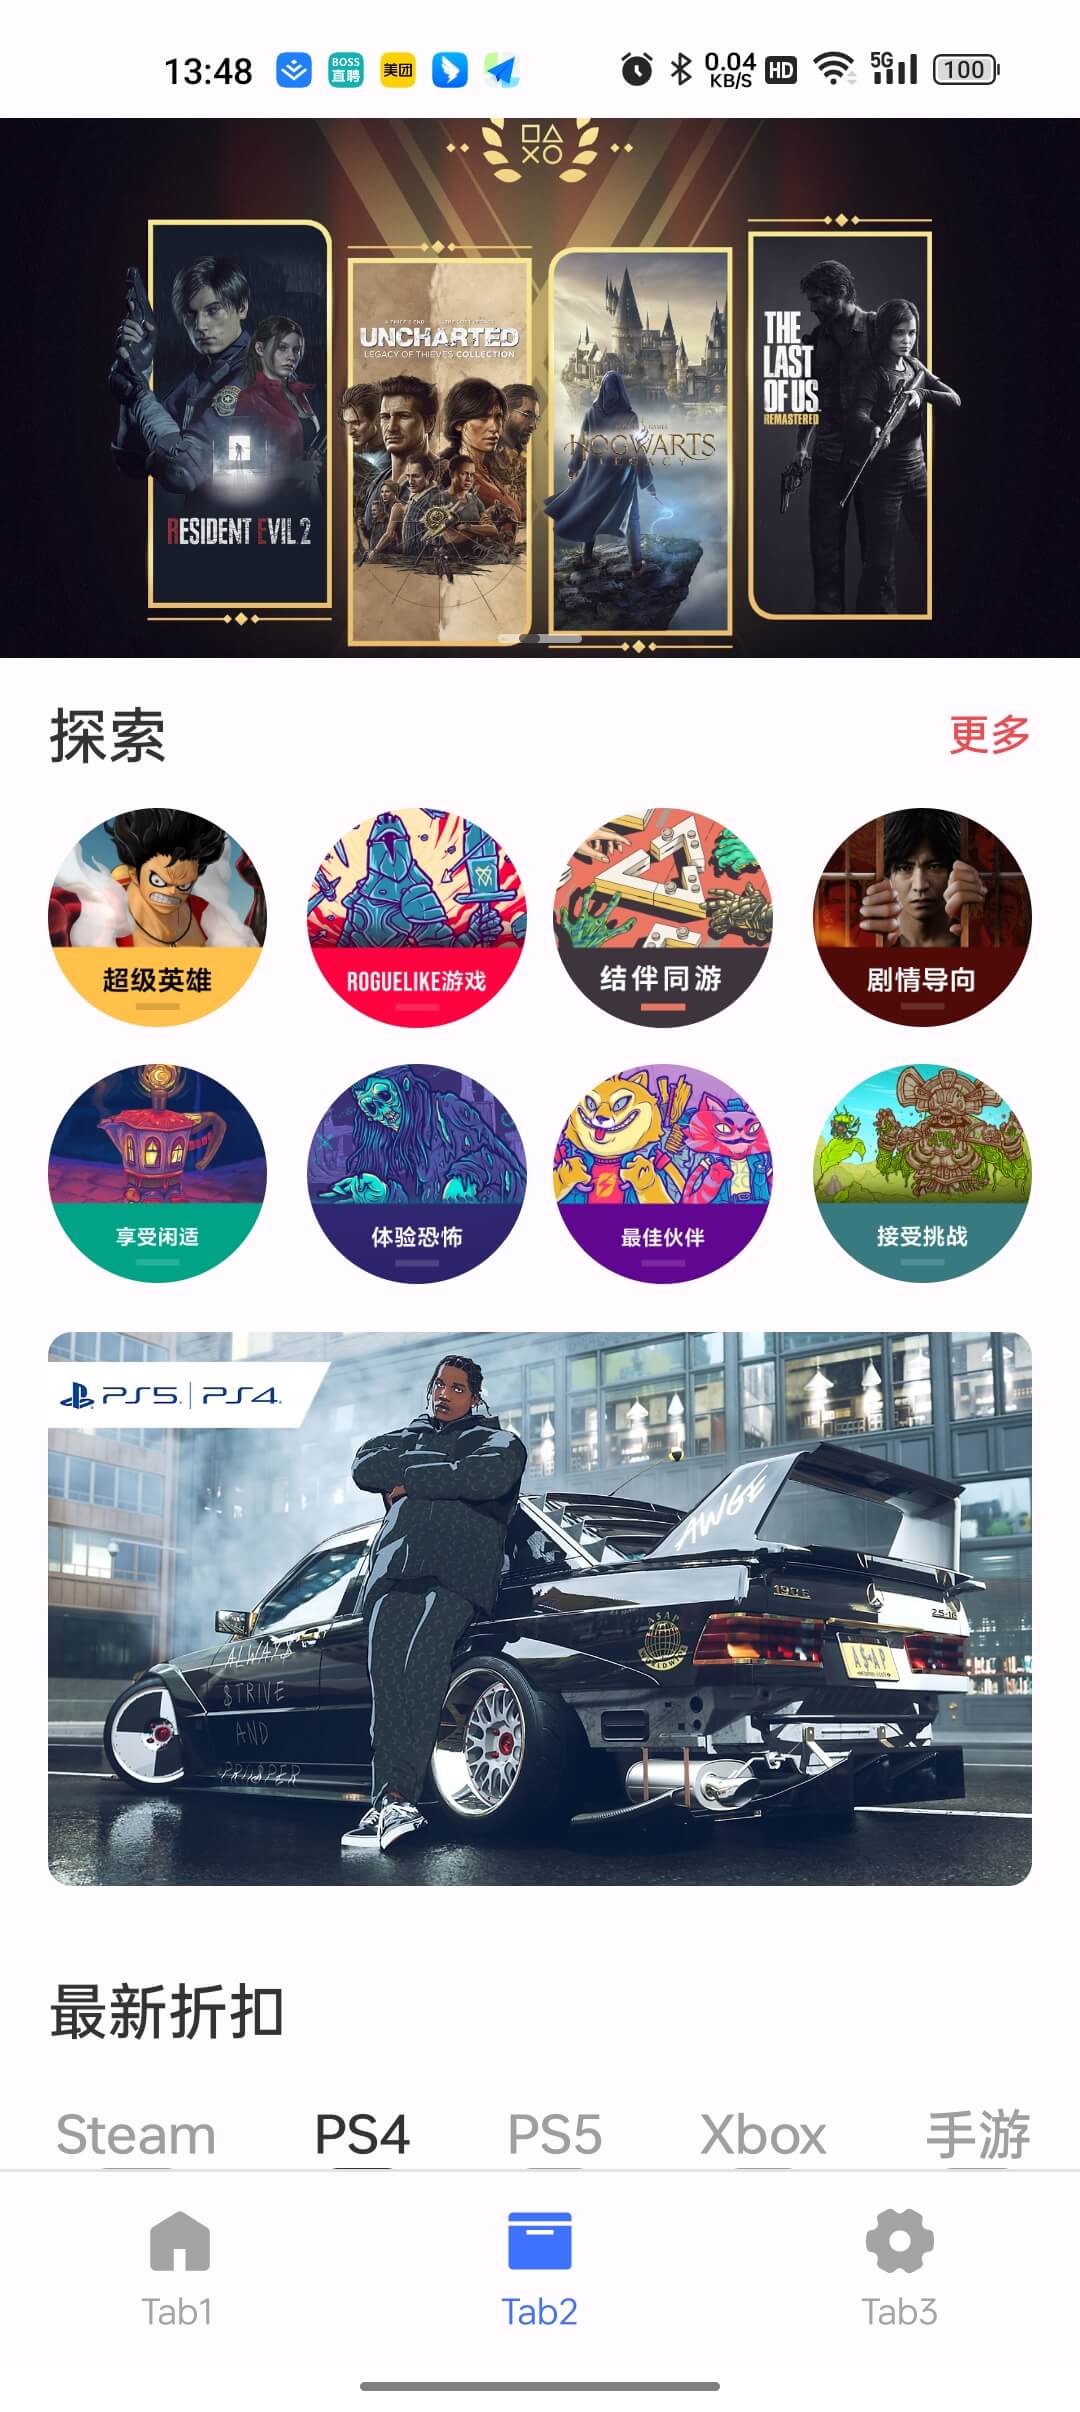 13:48
BOSS
直聘
美团
0.04
KB/S
HD
5G
100
UNCHARTED
LEGACY OF THIEVES COLLECTION
THE
LAST
OF US
REMASTERED
HOGWARTS
LEGACY
RESIDENT EVIL 2
探索
更多
超级英雄
ROGUELIKE游戏
结伴同游
剧情导向
享受闲适
体验恐怖
最佳伙伴
接受挑战
PS5 | PS4
AWGE
190E
A$AP
A$AP
ALWAYS
$TRIVE
AND
PROSPER
最新折扣
Steam
PS4
PS5
Xbox
手游
Tab1
Tab2
Tab3